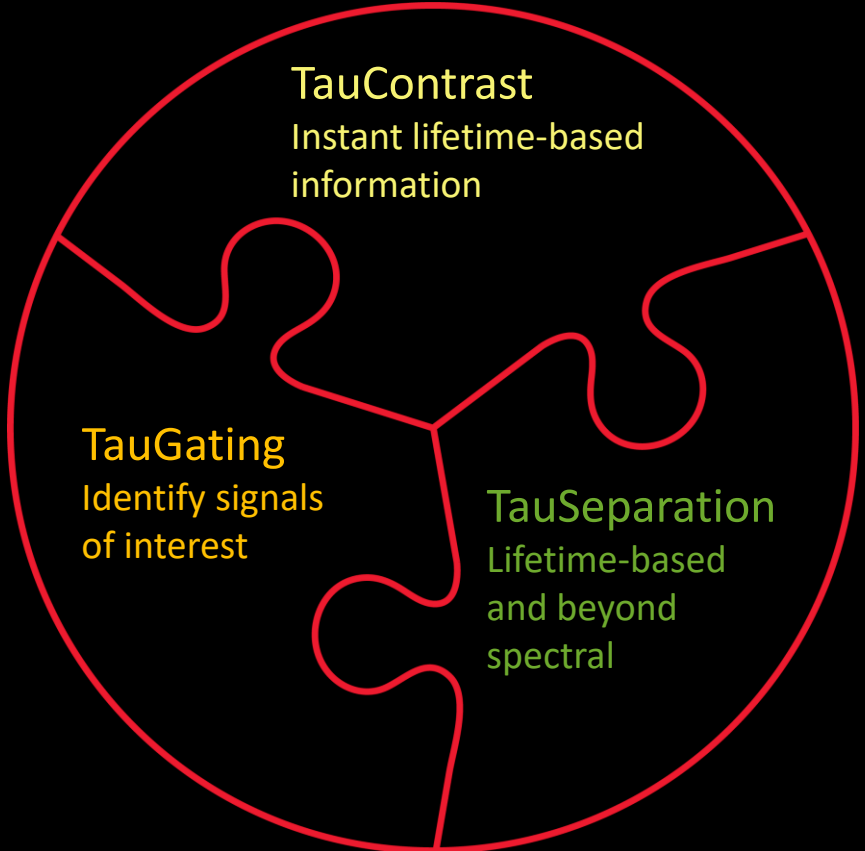 TauContrast
Instant lifetime-based
information
TauGating
Identify signals
of interest
TauSeparation
Lifetime-based
and beyond
spectral